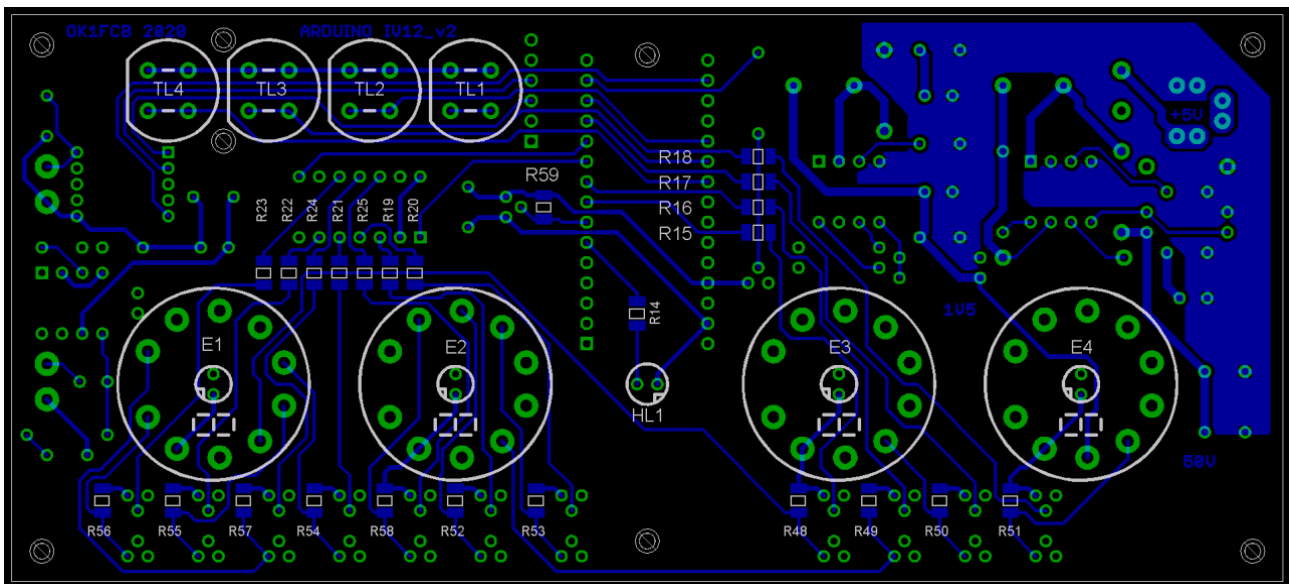 OK1FCB 2020
ARDUINO IV12_v2
TL4
TL3
TL2
TL1
+5V
R18
R59
R17
R23
R22
R24
R21
R25
R19
R20
R16
R15
R14
1V5
E1
E2
E3
E4
HL1
50V
R56
R55
R57
R54
R58
R52
R53
R48
R49
R50
R51